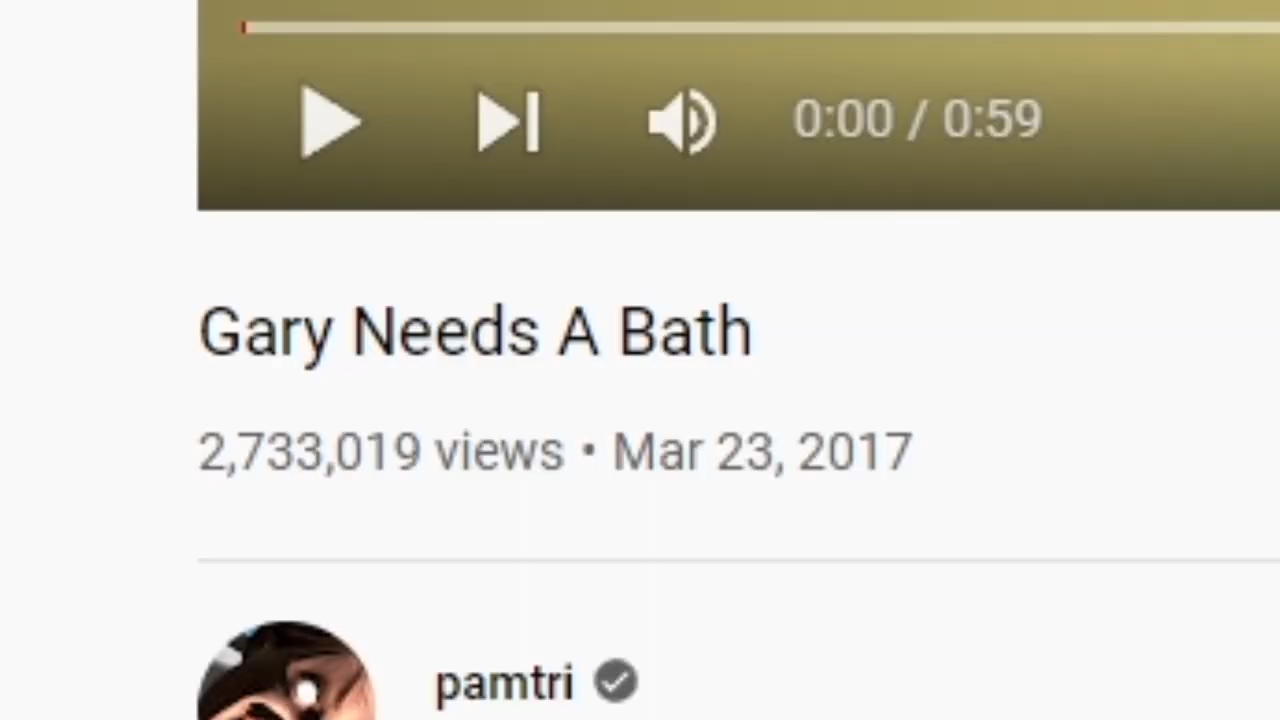 0:00 / 0:59
Gary Needs A Bath
2,733,019 views • Mar 23, 2017
pamtri